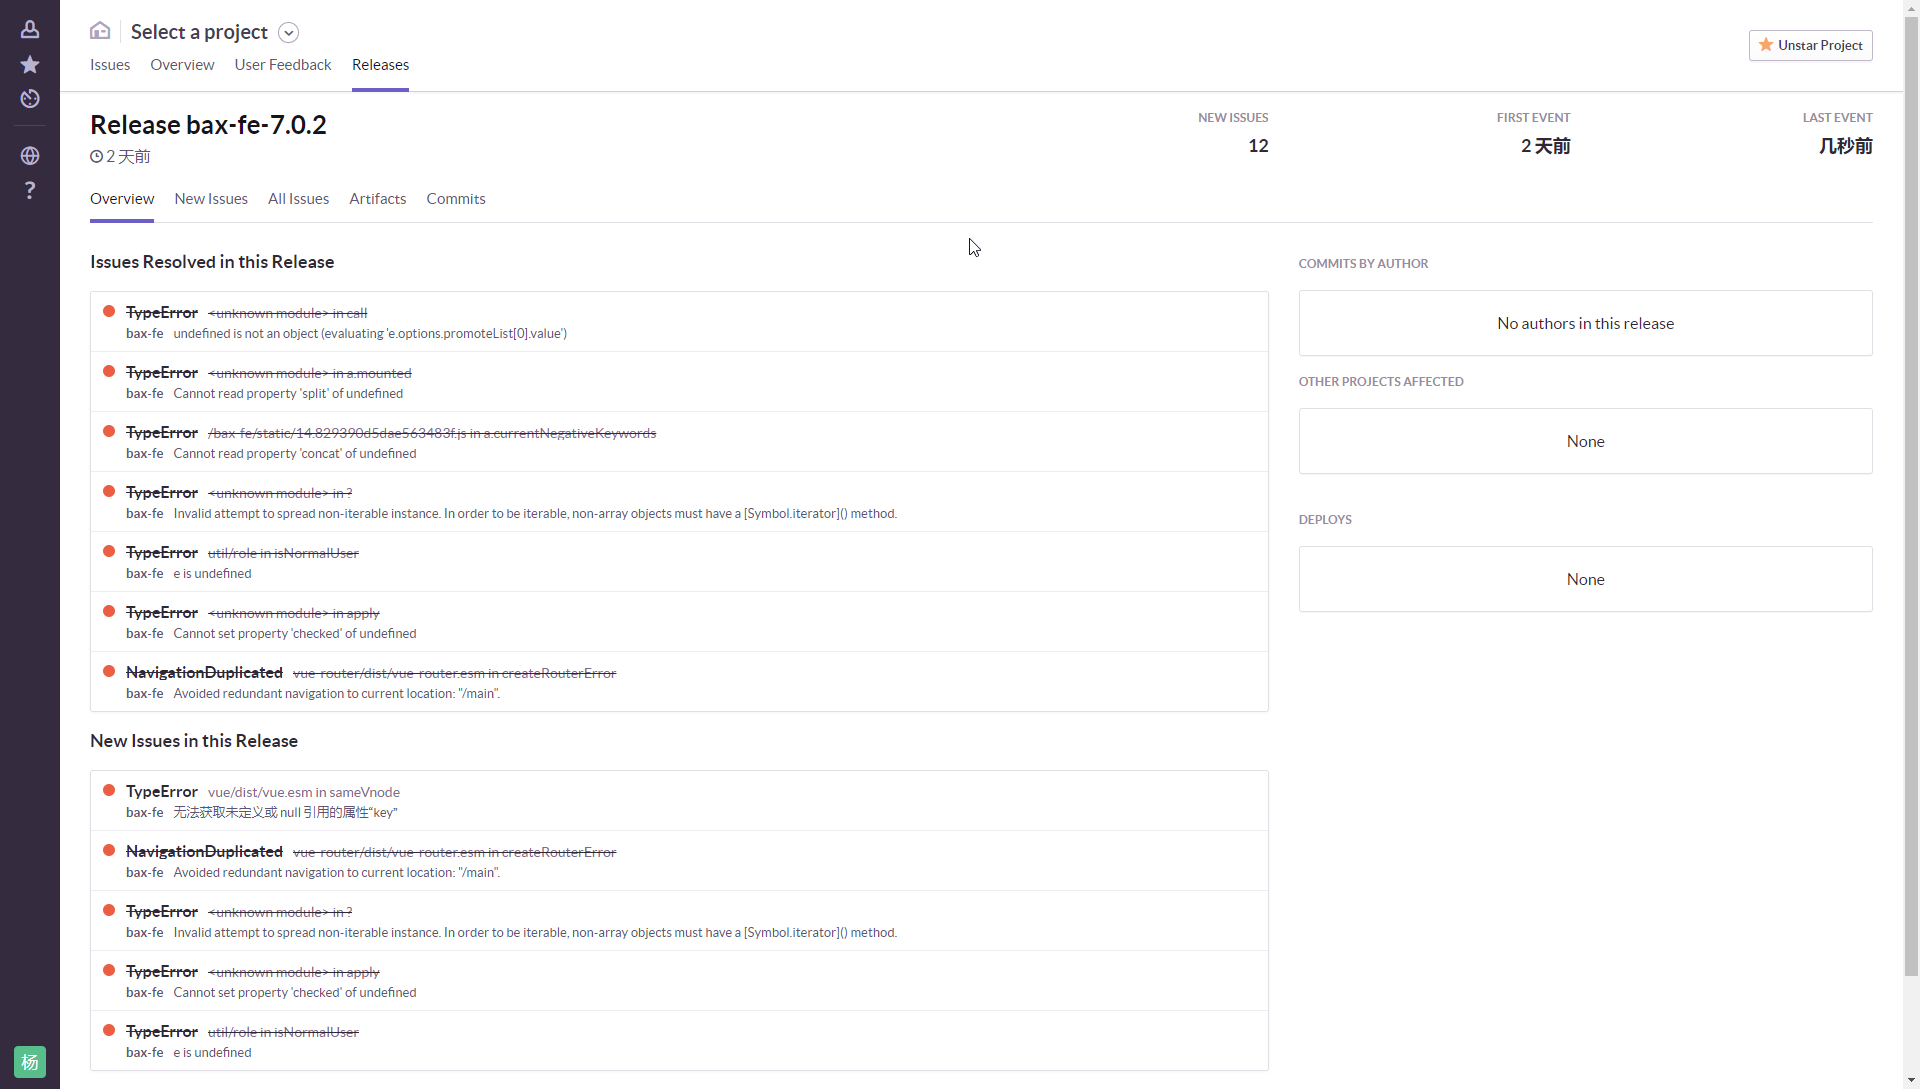 Select a project
Unstar Project
Issues Overview User Feedback Releases
Release bax-fe-7.0.2
2 天前
NEW ISSUES
12
FIRST EVENT
2 天前
LAST EVENT
几秒前
Overview New Issues All Issues Artifacts Commits
Issues Resolved in this Release
TypeError <unknown module> in call
bax-fe undefined is not an object (evaluating 'e.options.promoteList[0].value')
TypeError <unknown module> in a.mounted
bax-fe Cannot read property 'split' of undefined
TypeError /bax-fe/static/14.829390d5dae563483f.js in a.currentNegativeKeywords
bax-fe Cannot read property 'concat' of undefined
TypeError <unknown module> in ?
bax-fe Invalid attempt to spread non-iterable instance. In order to be iterable, non-array objects must have a [Symbol.iterator]() method.
TypeError util/role in isNormalUser
bax-fe e is undefined
TypeError <unknown module> in apply
bax-fe Cannot set property 'checked' of undefined
NavigationDuplicated vue-router/dist/vue-router.esm in createRouterError
bax-fe Avoided redundant navigation to current location: "/main".
New Issues in this Release
TypeError vue/dist/vue.esm in sameVnode
bax-fe 无法获取未定义或 null 引用的属性“key”
NavigationDuplicated vue-router/dist/vue-router.esm in createRouterError
bax-fe Avoided redundant navigation to current location: "/main".
TypeError <unknown module> in ?
bax-fe Invalid attempt to spread non-iterable instance. In order to be iterable, non-array objects must have a [Symbol.iterator]() method.
TypeError <unknown module> in apply
bax-fe Cannot set property 'checked' of undefined
TypeError util/role in isNormalUser
bax-fe e is undefined
COMMITS BY AUTHOR
No authors in this release
OTHER PROJECTS AFFECTED
None
DEPLOYS
None
杨